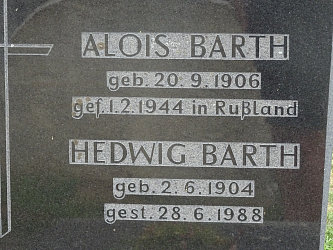 ALOIS BARTH
geb. 20.9.1906
gef. 1.2.1944 in Rußland
HEDWIG BARTH
geb. 2.6.1904
gest. 28.6.1988